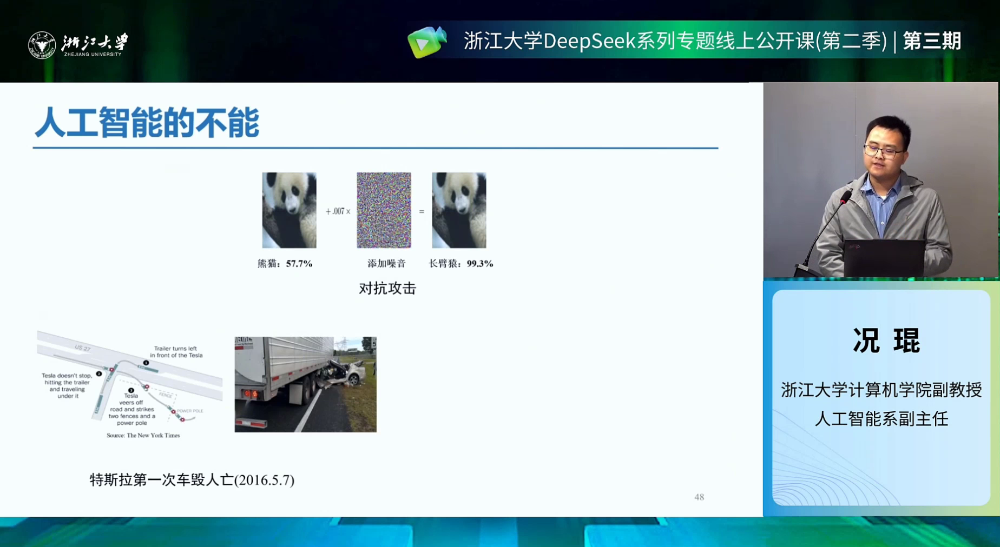 浙江大学
ZHEJIANG UNIVERSITY
浙江大学DeepSeek系列专题线上公开课(第二季) | 第三期
人工智能的不能
+.007×
=
熊猫：57.7%
添加噪音
长臂猿：99.3%
对抗攻击
US 27
Trailer turns left
in front of the Tesla
1
2
Tesla doesn't stop,
hitting the trailer
and traveling
under it
3
Tesla
veers off
road and strikes
two fences and a
power pole
FENCE
POWER POLE
Source: The New York Times
特斯拉第一次车毁人亡(2016.5.7)
48
况 琨
浙江大学计算机学院副教授
人工智能系副主任